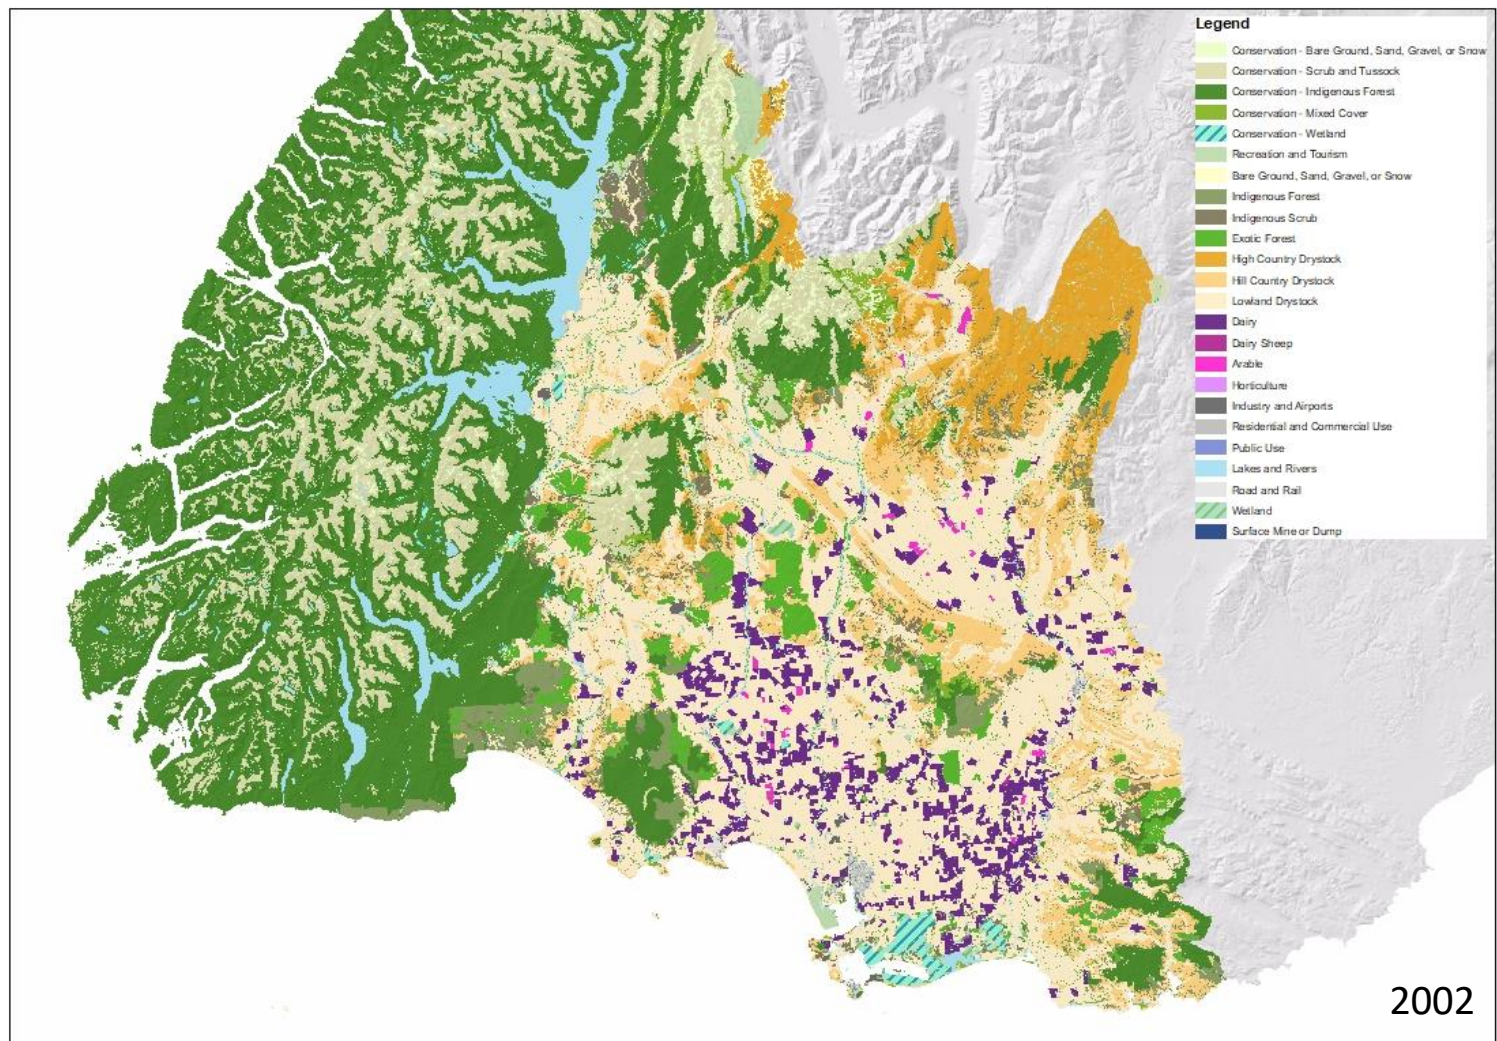 Legend
Conservation - Bare Ground, Sand, Gravel, or Snow
Conservation - Scrub and Tussock
Conservation - Indigenous Forest
Conservation - Mixed Cover
Conservation - Wetland
Recreation and Tourism
Bare Ground, Sand, Gravel, or Snow
Indigenous Forest
Indigenous Scrub
Exotic Forest
High Country Drystock
Hill Country Drystock
Lowland Drystock
Dairy
Dairy Sheep
Arable
Horticulture
Industry and Airports
Residential and Commercial Use
Public Use
Lakes and Rivers
Road and Rail
Wetland
Surface Mine or Dump
2002